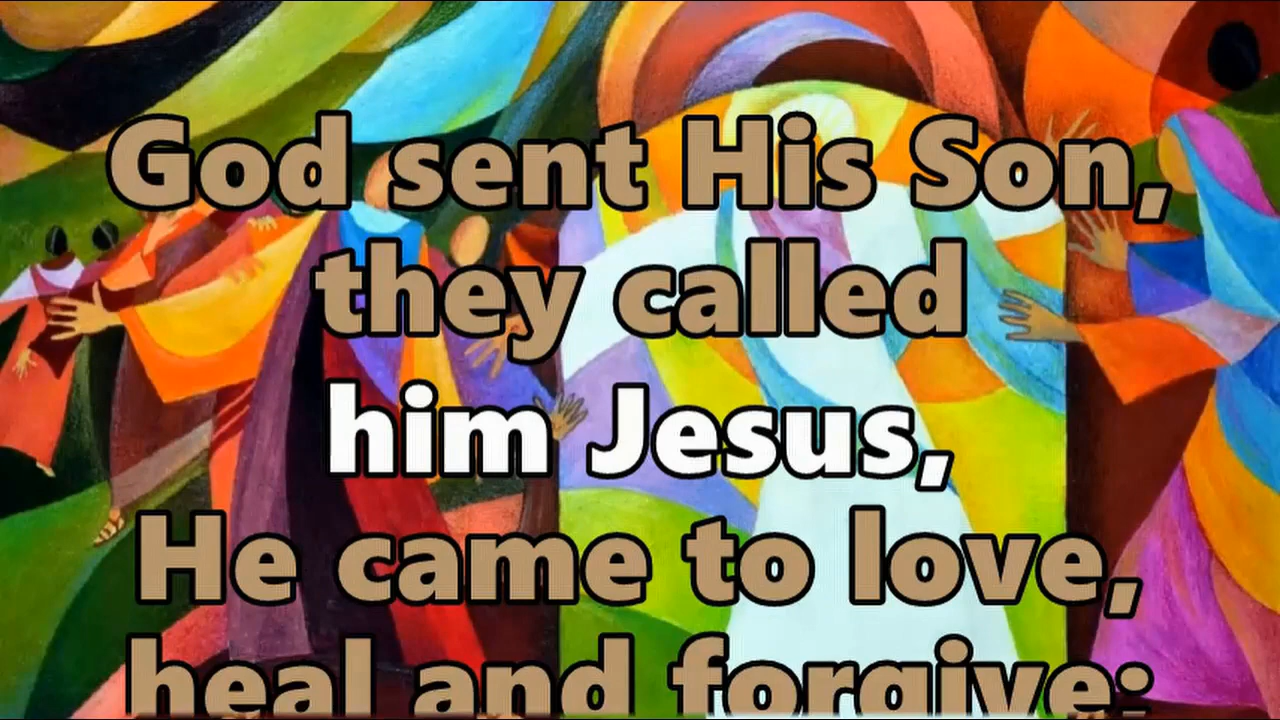 God sent His Son,
they called
him Jesus,
He came to love,
heal and forgive;